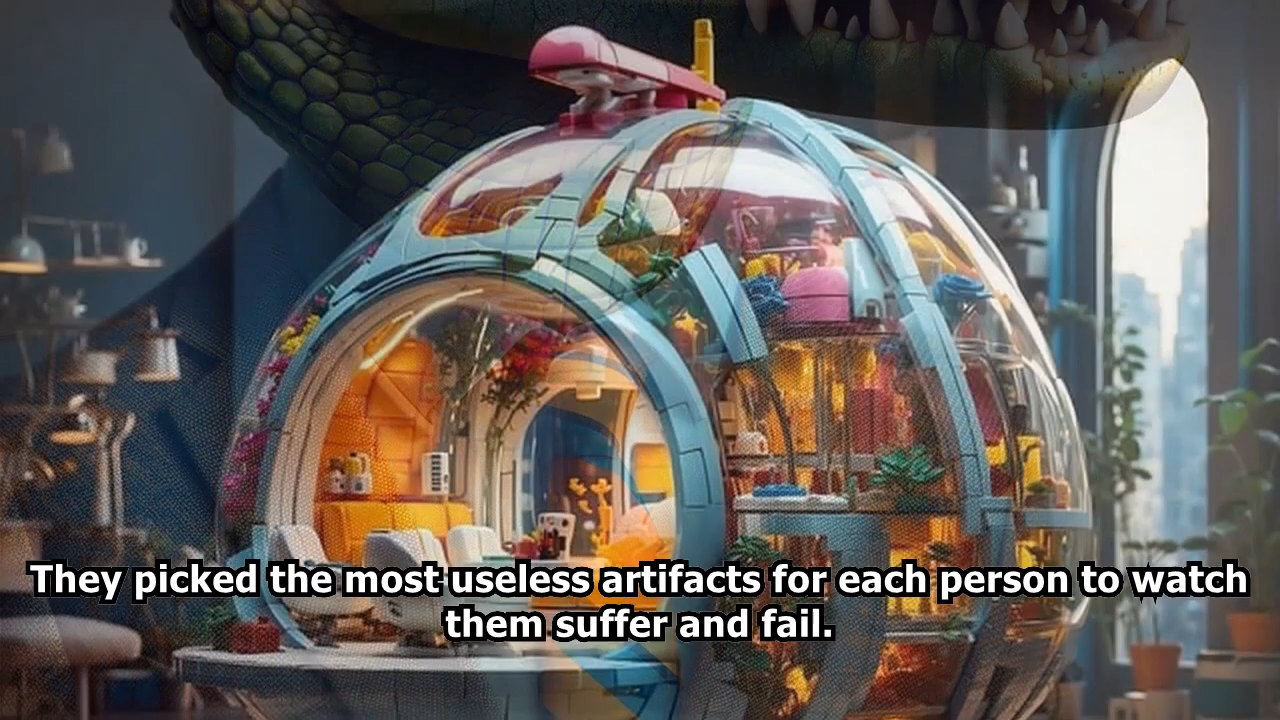 They picked the most useless artifacts for each person to watch
them suffer and fail.